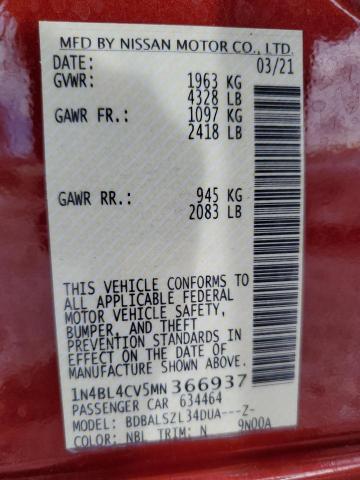 MFD BY NISSAN MOTOR CO., LTD.
DATE: 03/21
GVWR: 1963 KG
4328 LB
GAWR FR.: 1097 KG
2418 LB
GAWR RR.: 945 KG
2083 LB
THIS VEHICLE CONFORMS TO
ALL APPLICABLE FEDERAL
MOTOR VEHICLE SAFETY,
BUMPER, AND THEFT
PREVENTION STANDARDS IN
EFFECT ON THE DATE OF
MANUFACTURE SHOWN ABOVE.
1N4BL4CV5MN366937
PASSENGER CAR 634464
MODEL: BDBALSZL34DUA---Z-
COLOR: NBL TRIM: N 9N00A